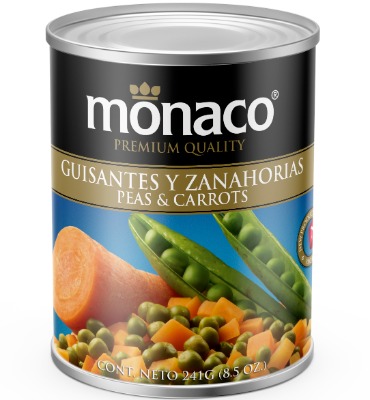 monaco®
PREMIUM QUALITY
GUISANTES Y ZANAHORIAS
PEAS & CARROTS
CONT. NETO 241G (8.5 OZ.)